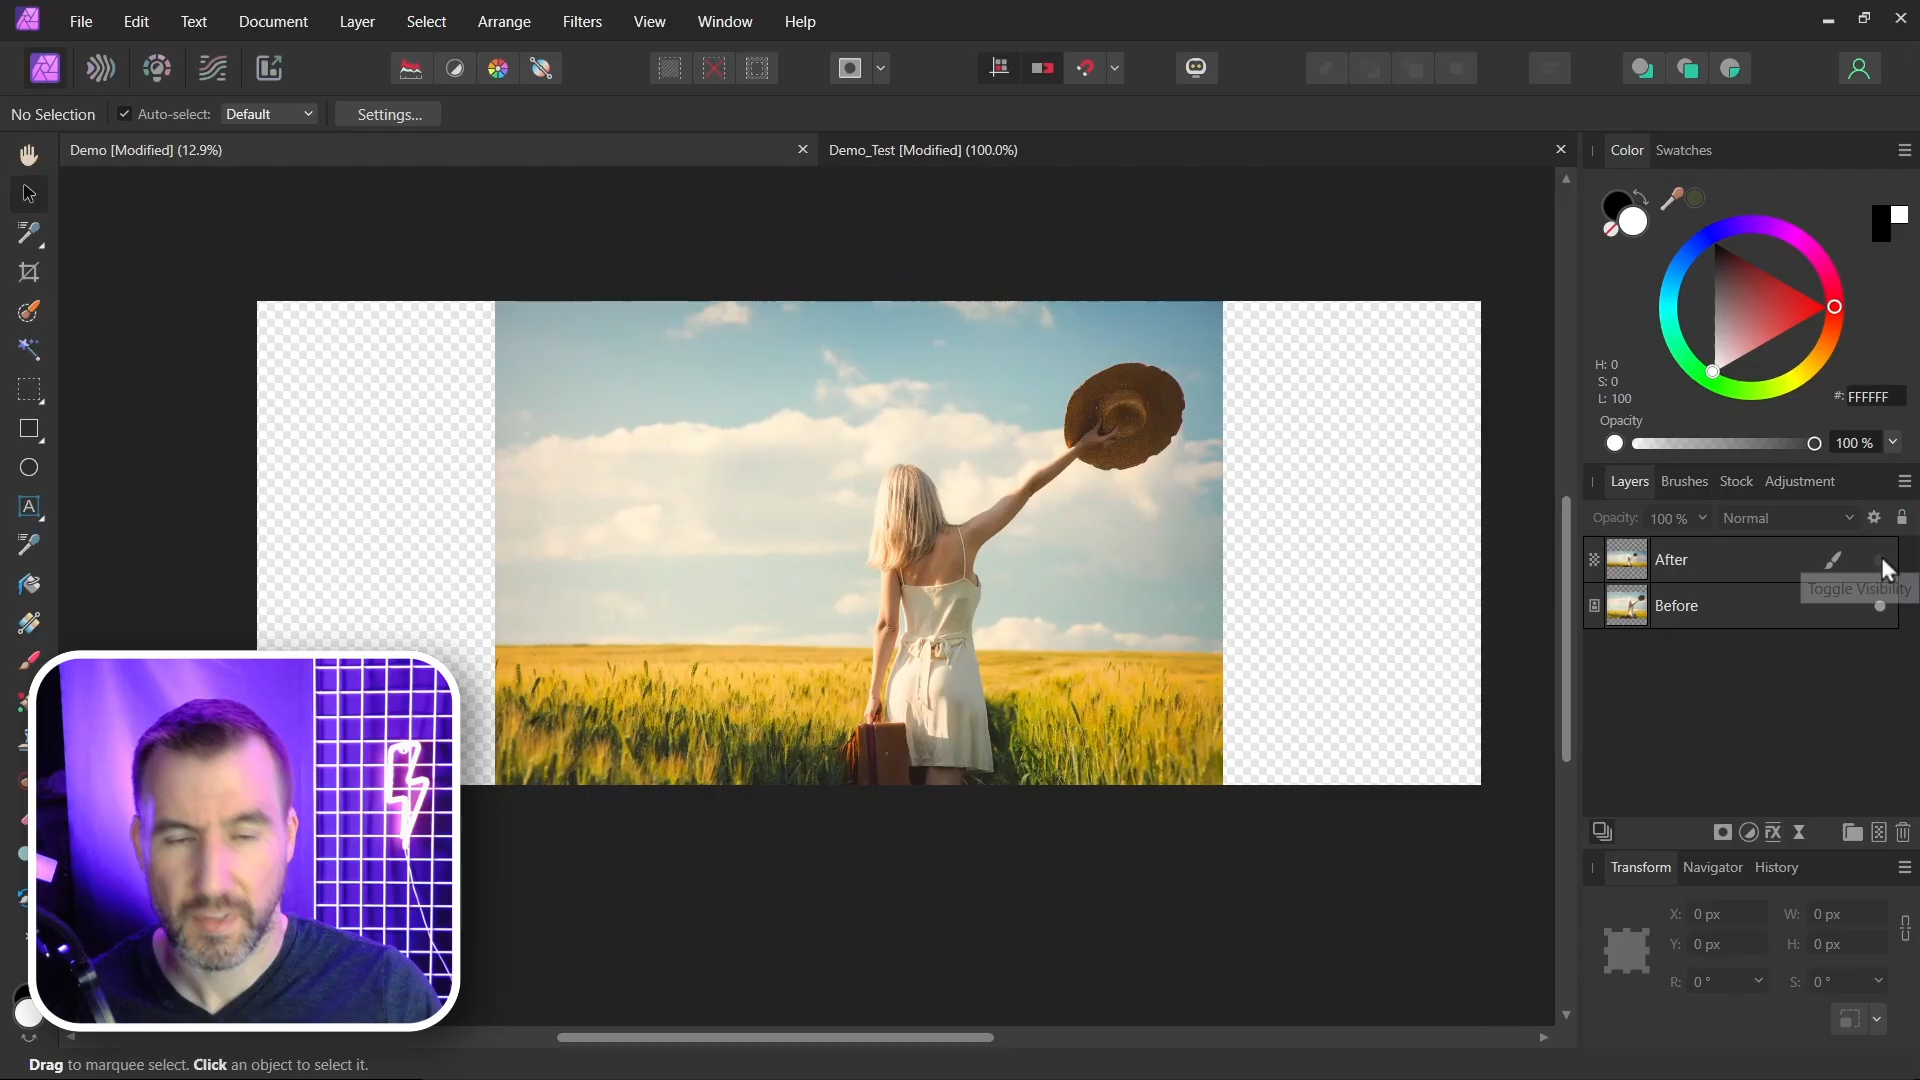 File Edit Text Document Layer Select Arrange Filters View Window Help
No Selection Auto-select: Default Settings...
Demo [Modified] (12.9%) Demo_Test [Modified] (100.0%)
Color Swatches
H: 0
S: 0
L: 100
#: FFFFFF
Opacity
100 %
Layers Brushes Stock Adjustment
Opacity: 100 % Normal
After
Toggle Visibility
Before
A
FX
Transform Navigator History
X: 0 px W: 0 px
Y: 0 px H: 0 px
R: 0 ° S: 0 °
Drag to marquee select. Click an object to select it.